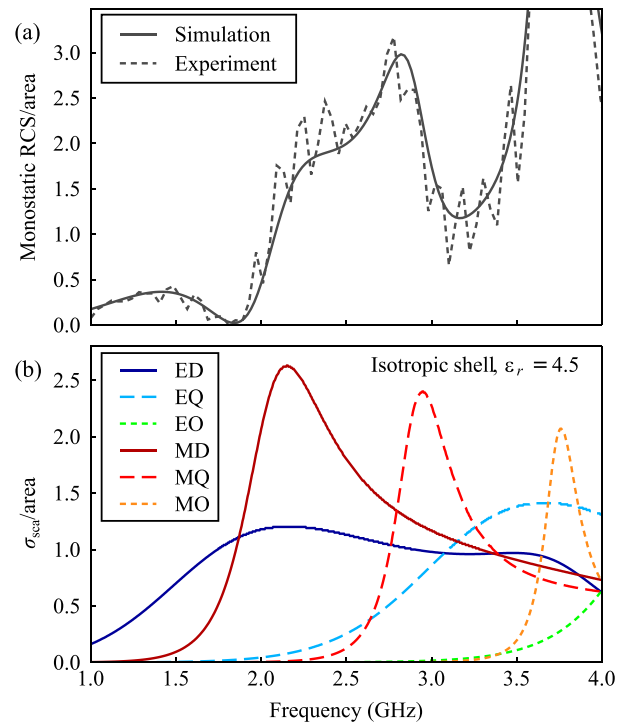 (a)
Simulation
Experiment
Monostatic RCS/area
3.0
2.5
2.0
1.5
1.0
0.5
0.0
(b)
Isotropic shell, εr = 4.5
ED
EQ
EO
MD
MQ
MO
σsca/area
2.5
2.0
1.5
1.0
0.5
0.0
1.0 1.5 2.0 2.5 3.0 3.5 4.0
Frequency (GHz)